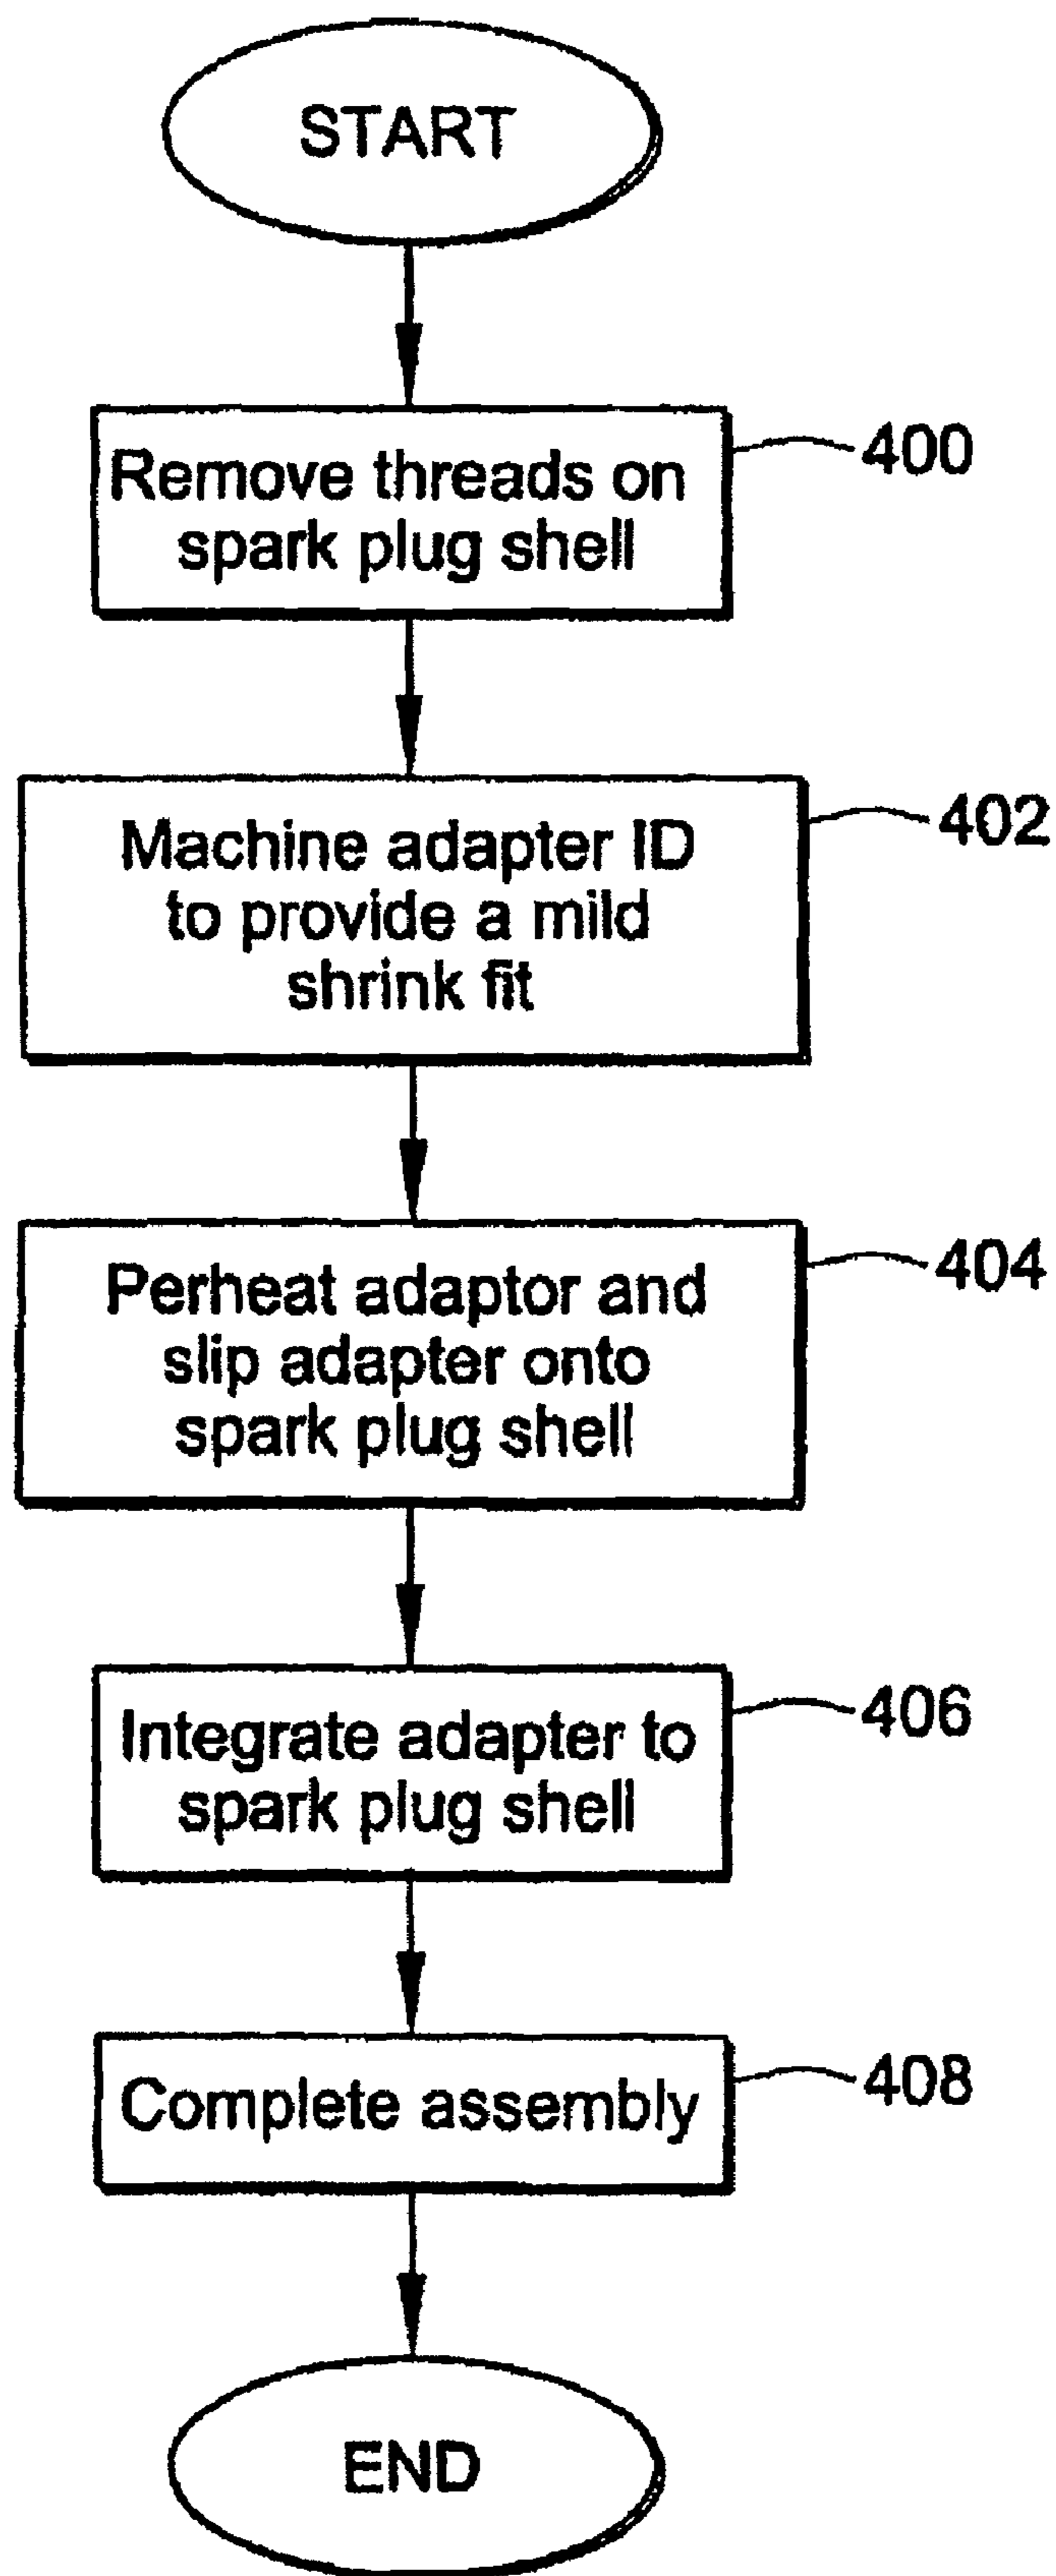 START
Remove threads on
spark plug shell
400
Machine adapter ID
to provide a mild
shrink fit
402
Perheat adaptor and
slip adapter onto
spark plug shell
404
Integrate adapter to
spark plug shell
406
Complete assembly
408
END